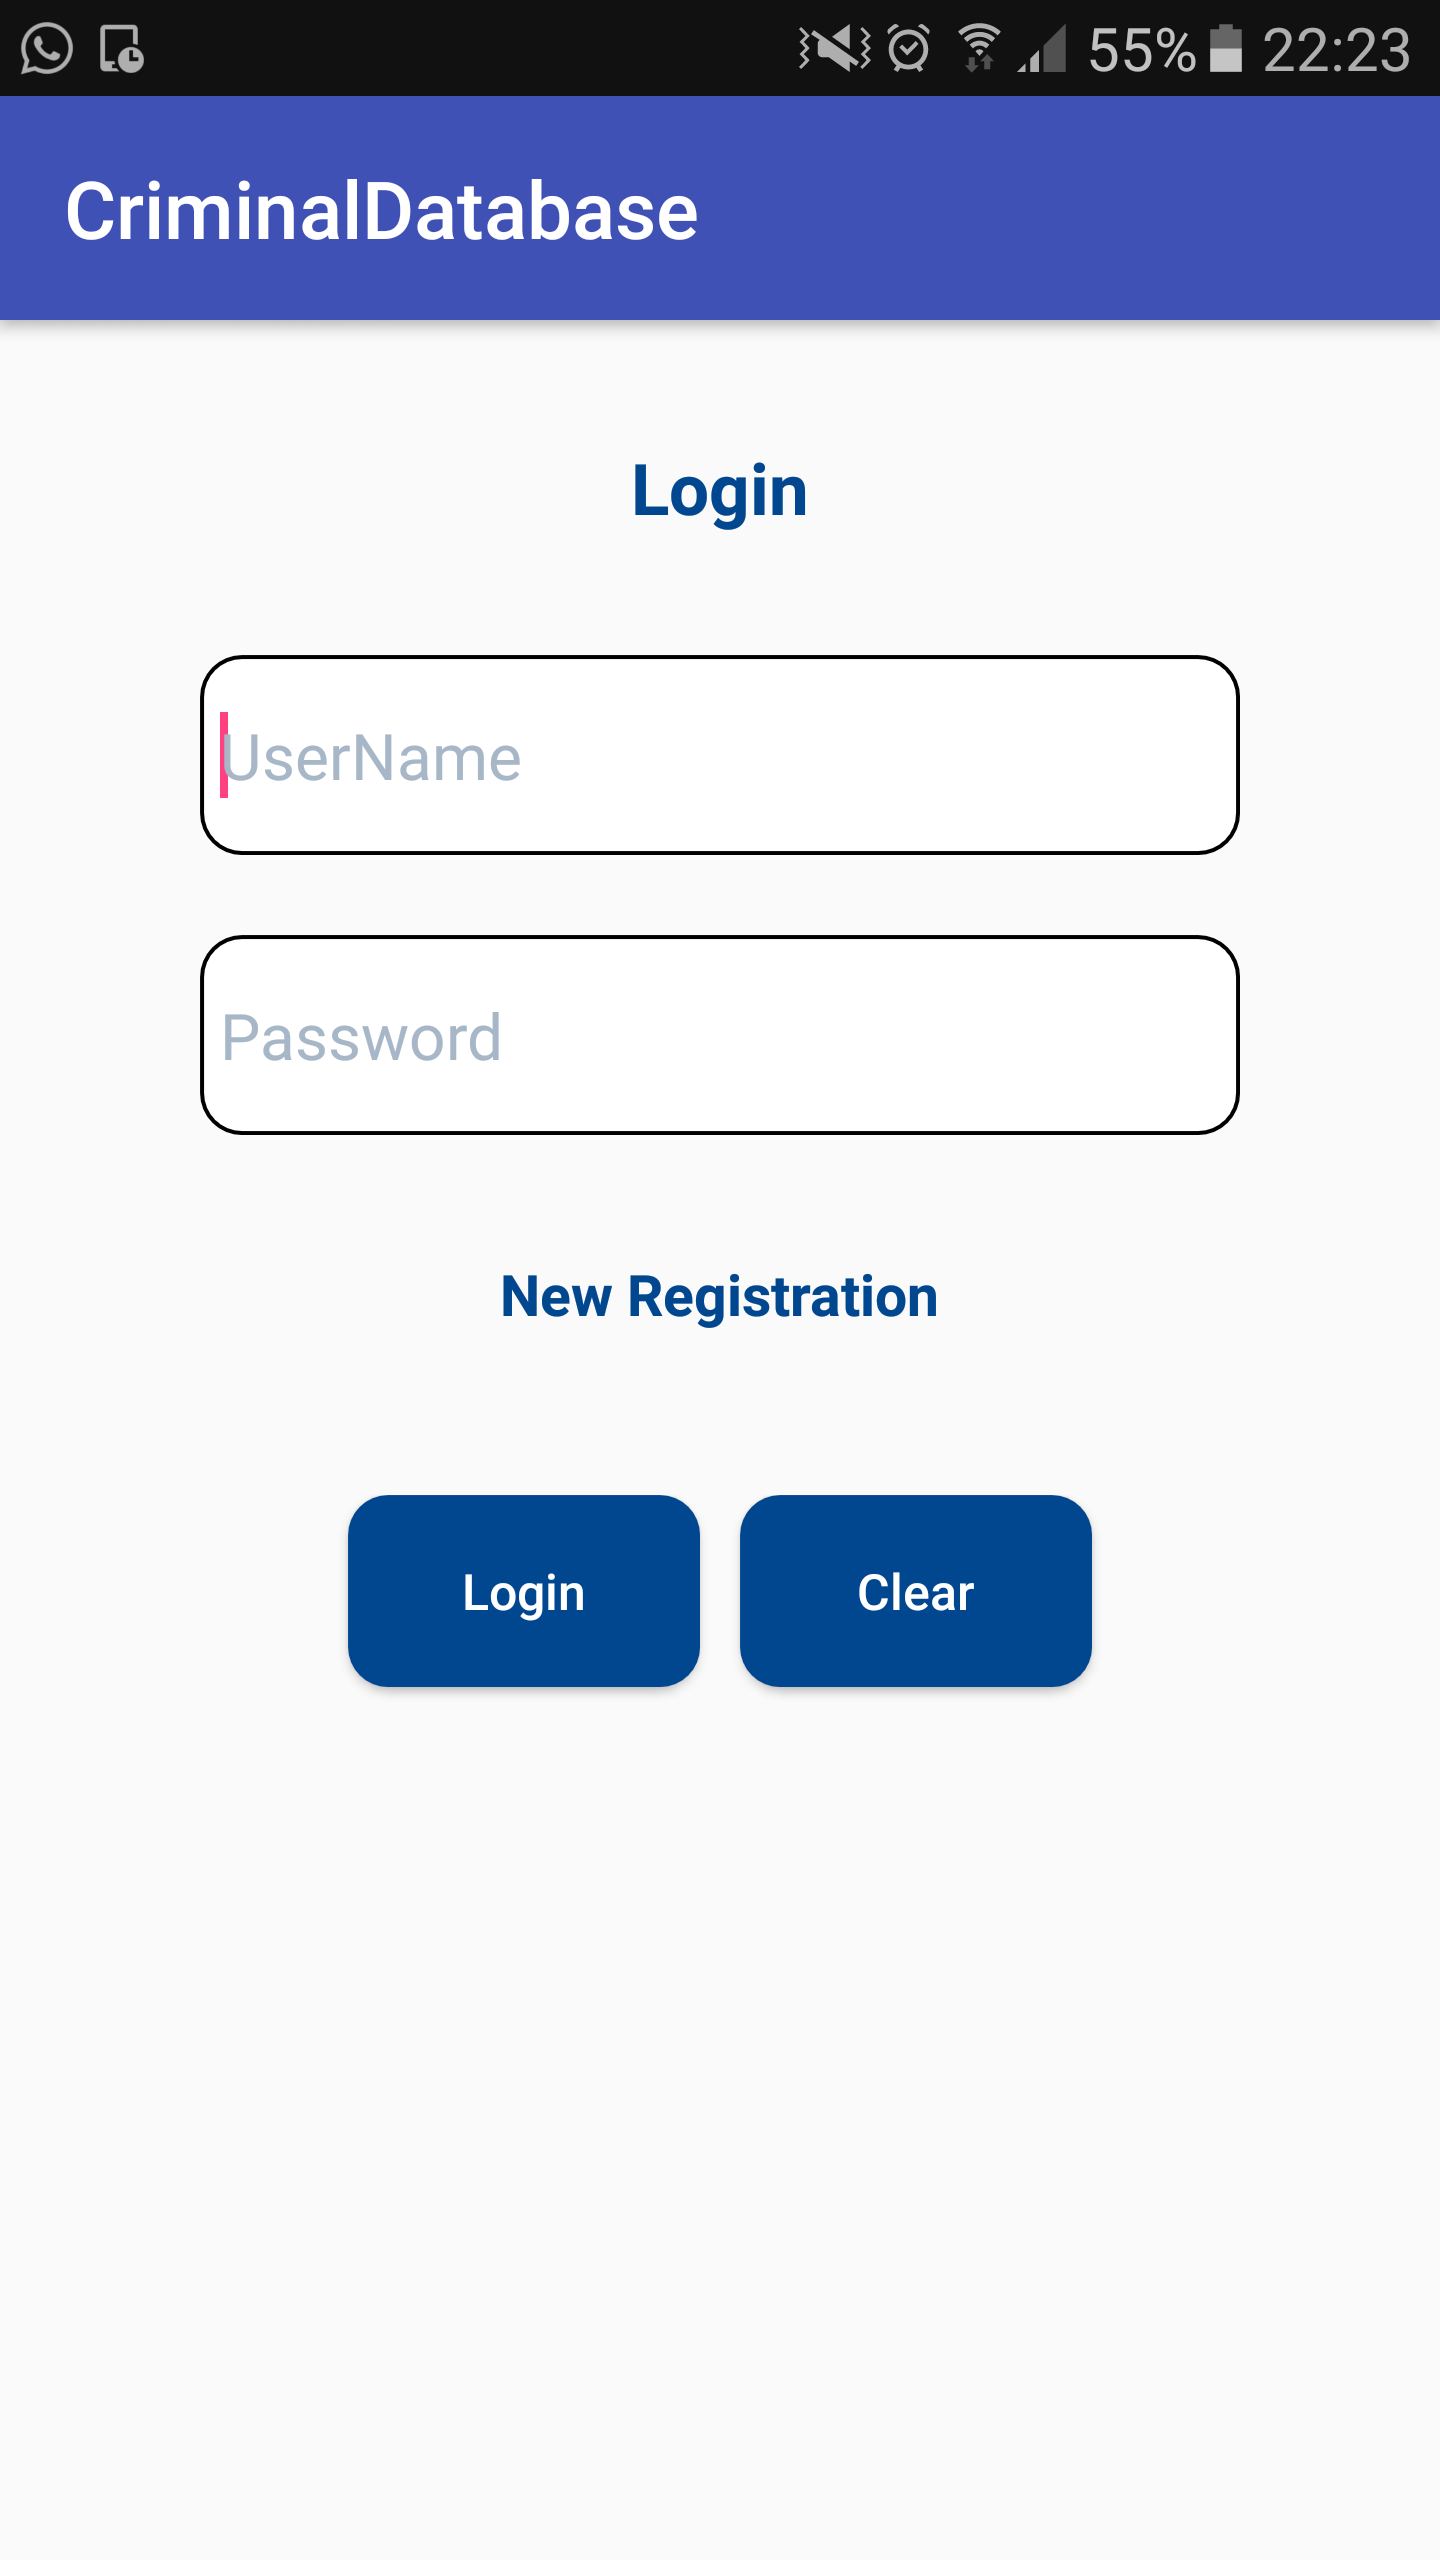 55% 22:23
CriminalDatabase
Login
UserName
Password
New Registration
Login Clear